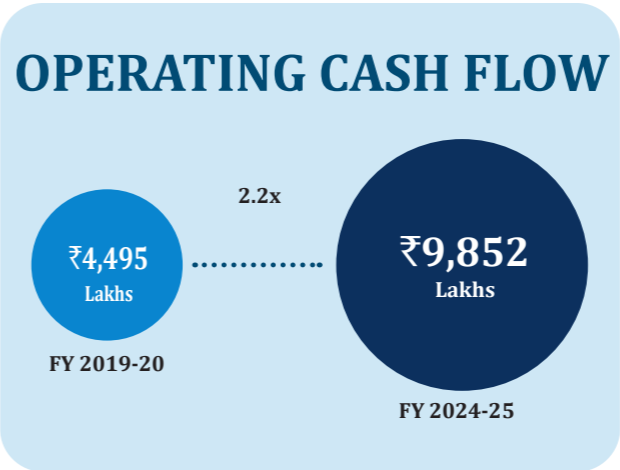 OPERATING CASH FLOW
2.2x
₹4,495
Lakhs
FY 2019-20
₹9,852
Lakhs
FY 2024-25